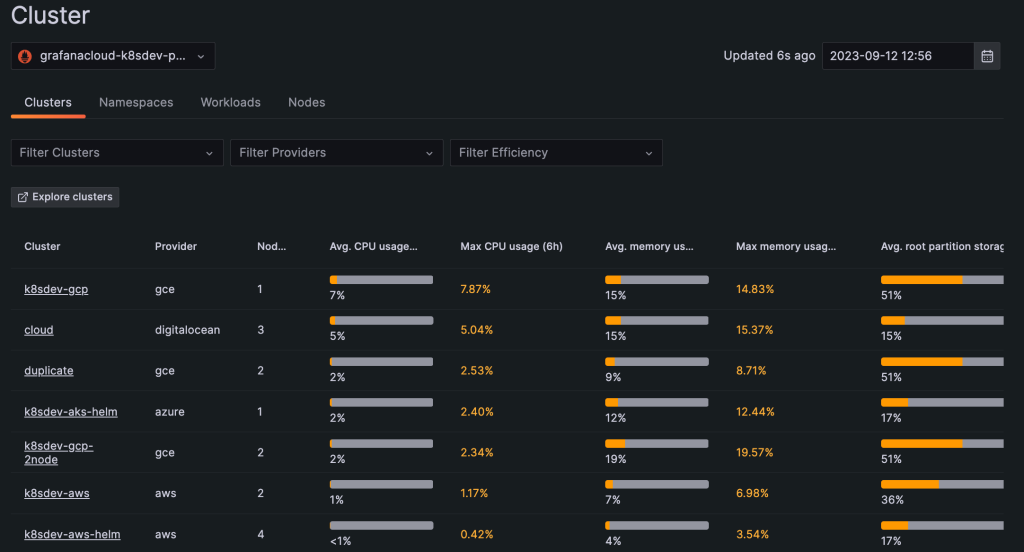 Cluster
grafanacloud-k8sdev-p...
Updated 6s ago 2023-09-12 12:56
Clusters Namespaces Workloads Nodes
Filter Clusters Filter Providers Filter Efficiency
Explore clusters
Cluster Provider Nod... Avg. CPU usage... Max CPU usage (6h) Avg. memory us... Max memory usag... Avg. root partition storag
k8sdev-gcp gce 1 7% 7.87% 15% 14.83% 51%
cloud digitalocean 3 5% 5.04% 15% 15.37% 15%
duplicate gce 2 2% 2.53% 9% 8.71% 51%
k8sdev-aks-helm azure 1 2% 2.40% 12% 12.44% 17%
k8sdev-gcp-
2node gce 2 2% 2.34% 19% 19.57% 51%
k8sdev-aws aws 2 1% 1.17% 7% 6.98% 36%
k8sdev-aws-helm aws 4 <1% 0.42% 4% 3.54% 17%